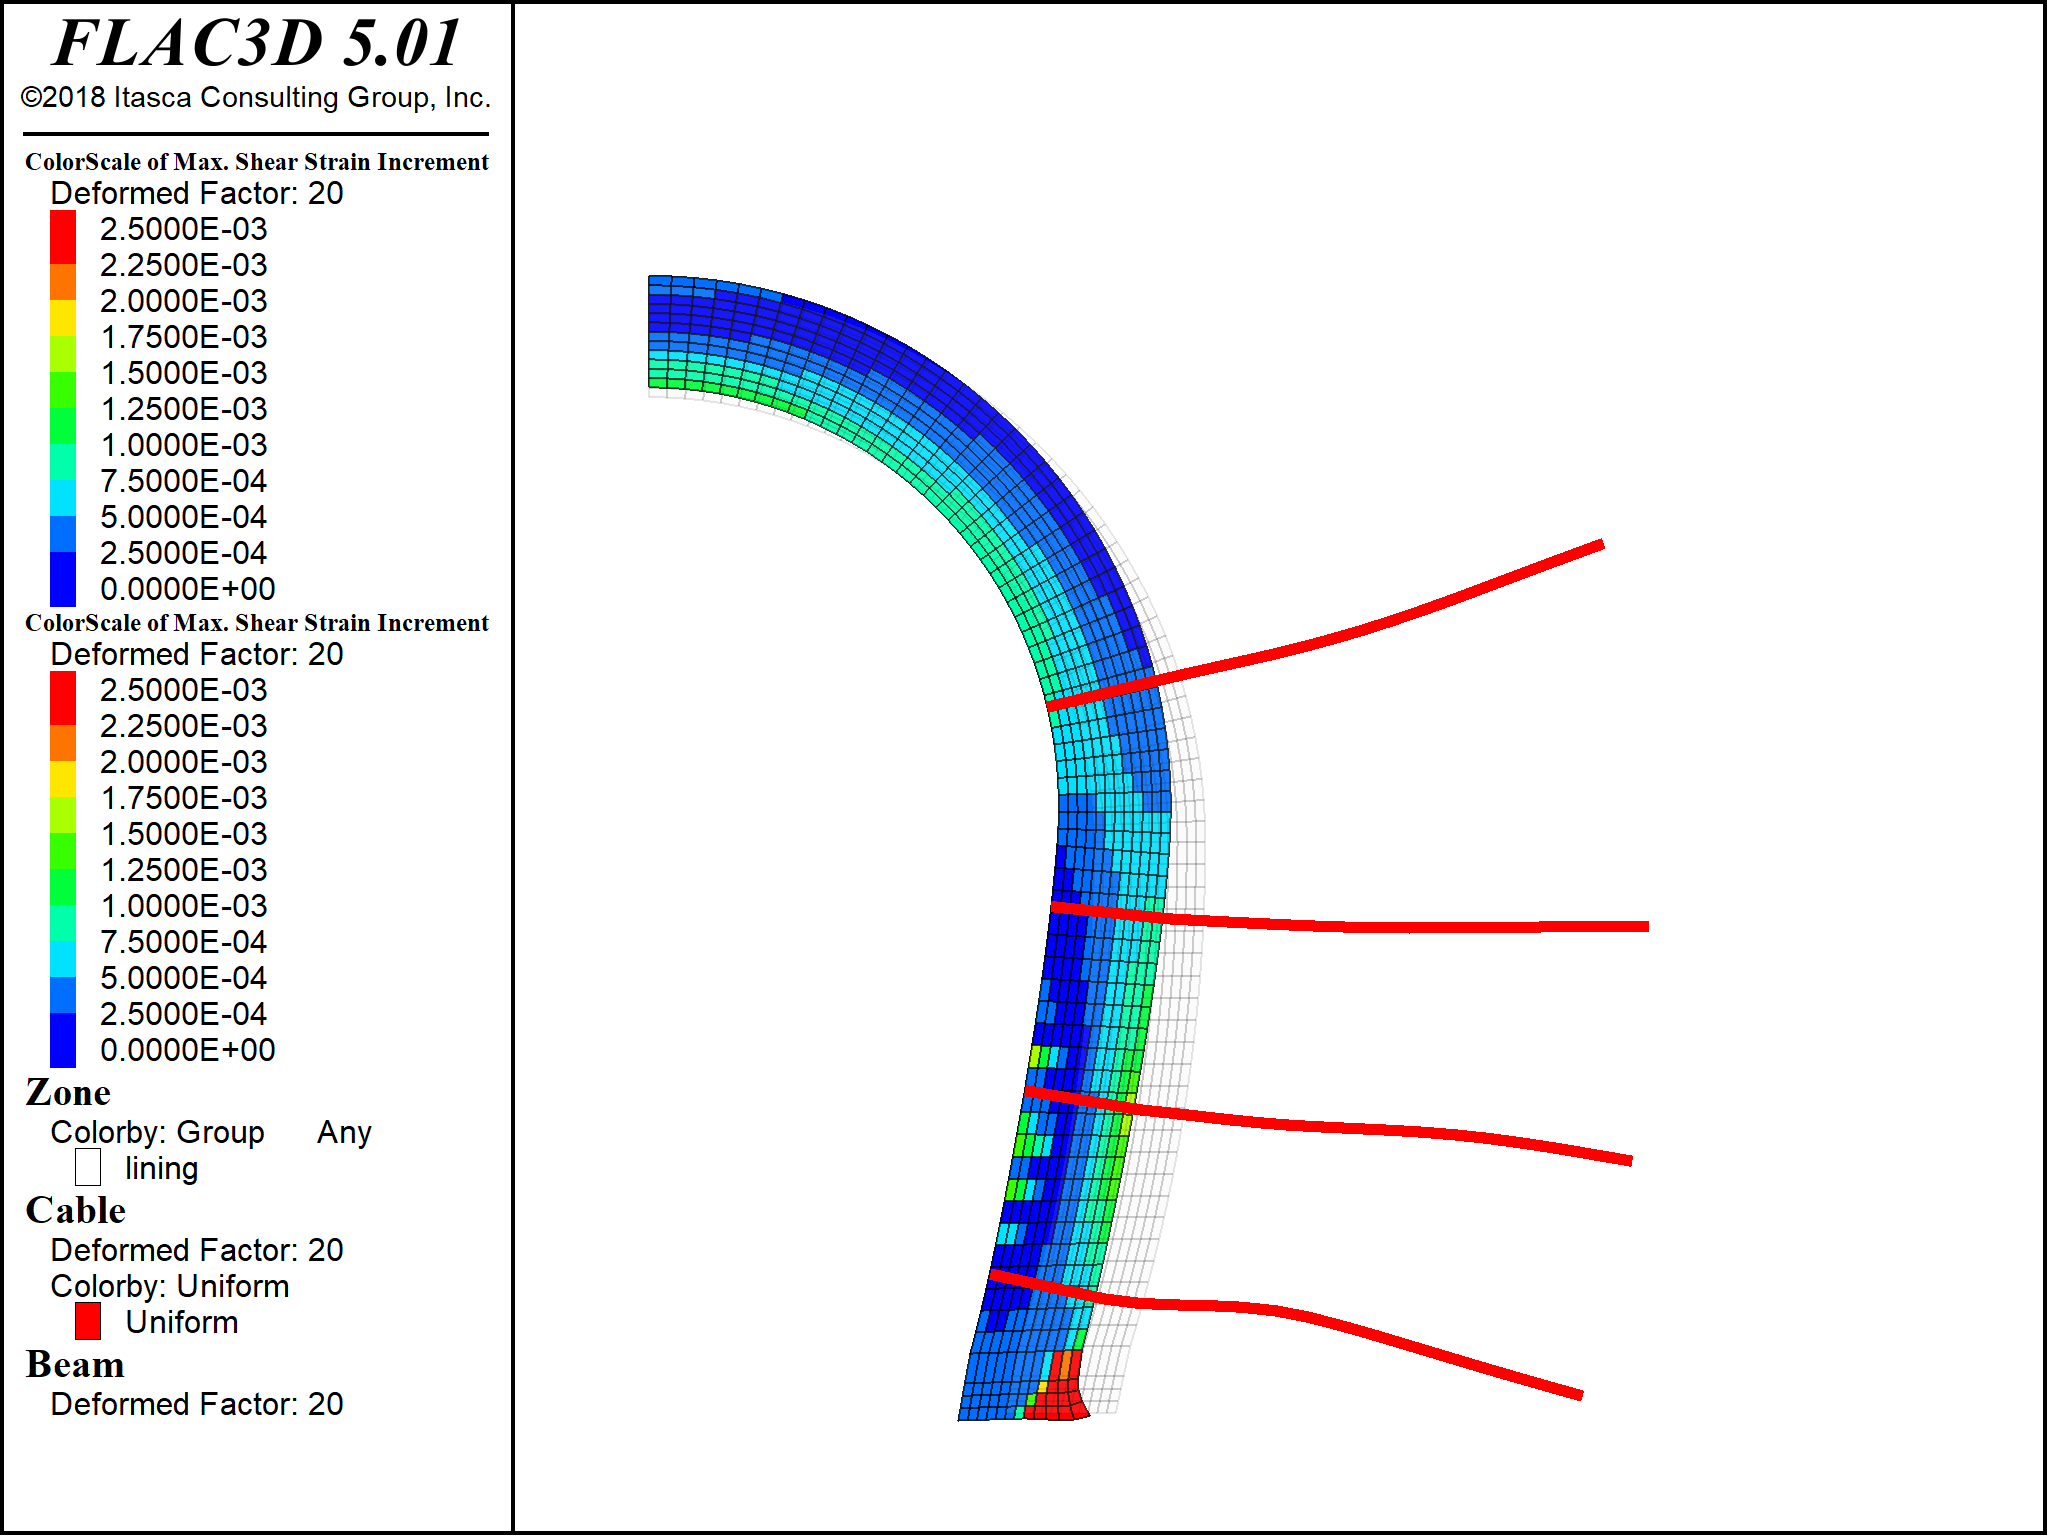 FLAC3D 5.01
©2018 Itasca Consulting Group, Inc.
ColorScale of Max. Shear Strain Increment
Deformed Factor: 20
2.5000E-03
2.2500E-03
2.0000E-03
1.7500E-03
1.5000E-03
1.2500E-03
1.0000E-03
7.5000E-04
5.0000E-04
2.5000E-04
0.0000E+00
ColorScale of Max. Shear Strain Increment
Deformed Factor: 20
2.5000E-03
2.2500E-03
2.0000E-03
1.7500E-03
1.5000E-03
1.2500E-03
1.0000E-03
7.5000E-04
5.0000E-04
2.5000E-04
0.0000E+00
Zone
Colorby: Group Any
lining
Cable
Deformed Factor: 20
Colorby: Uniform
Uniform
Beam
Deformed Factor: 20